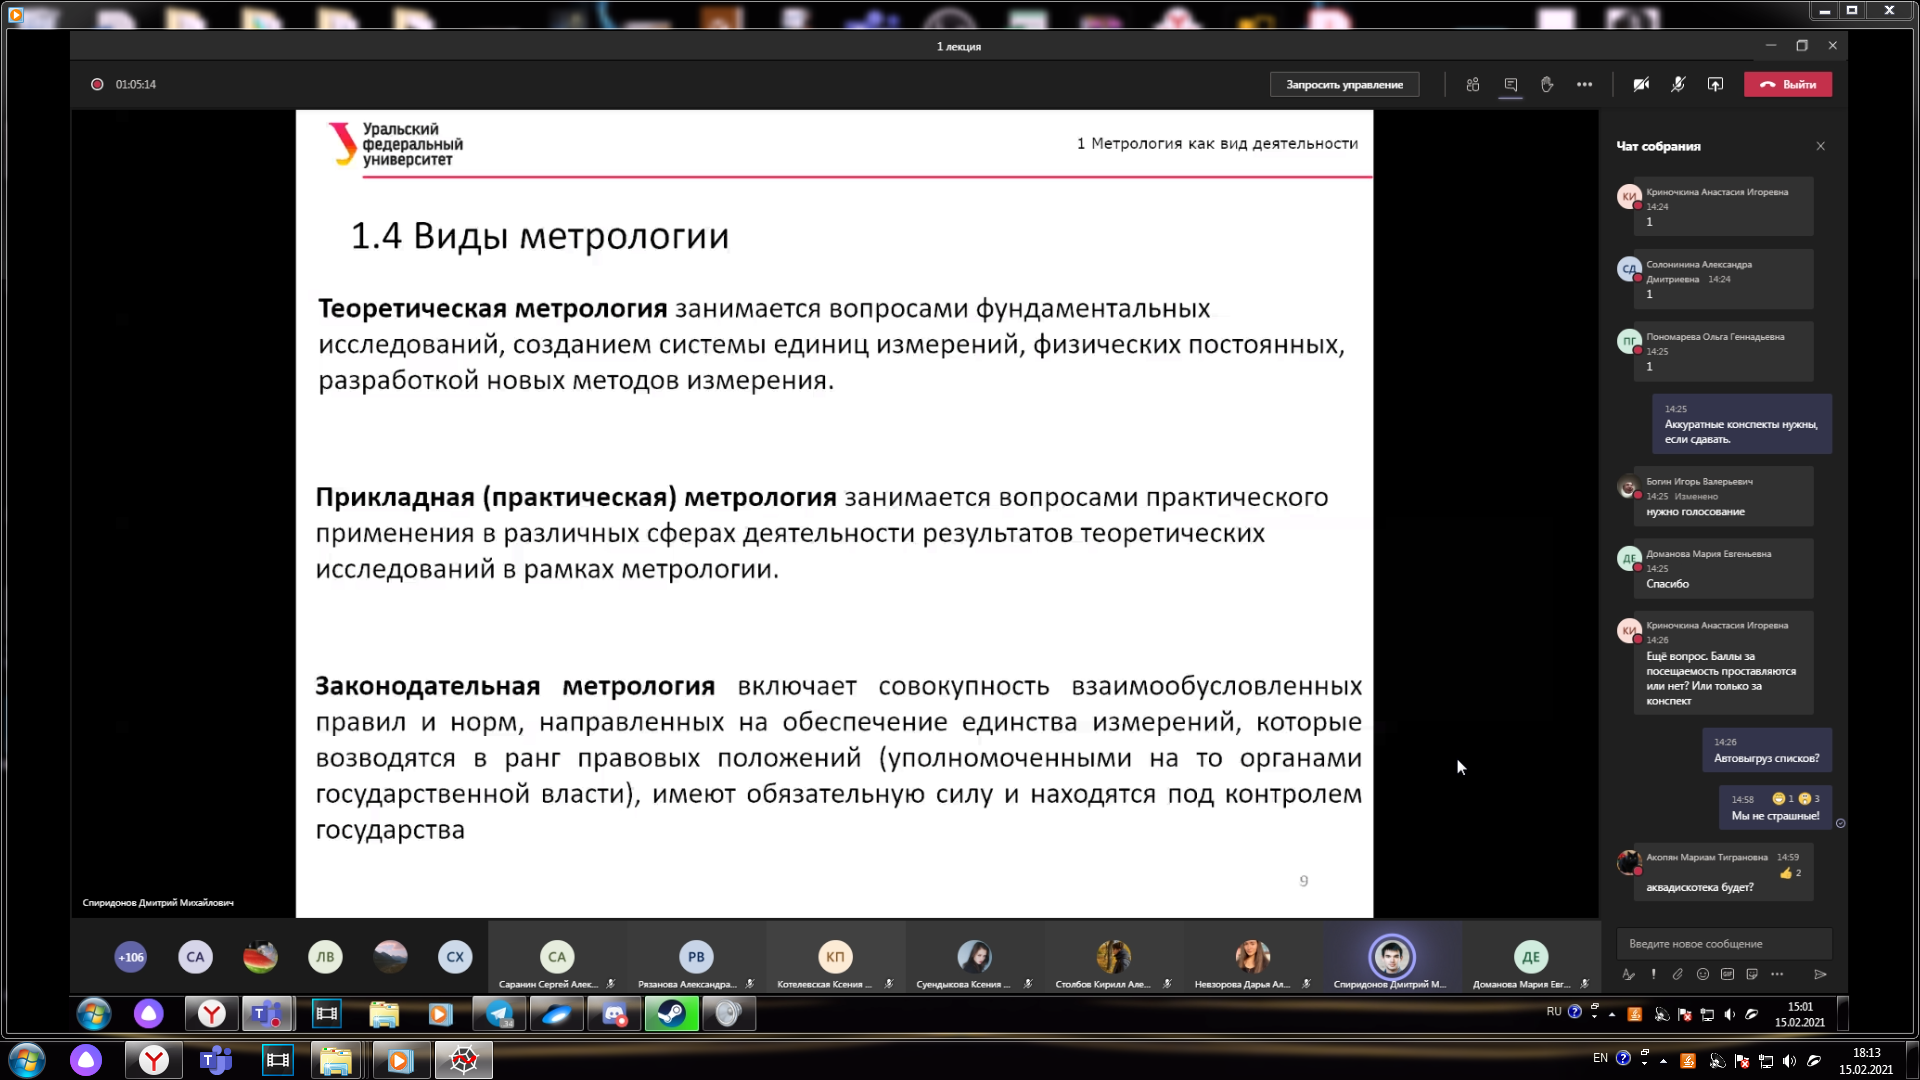 1 лекция
01:05:14
Запросить управление
Выйти
Уральский
федеральный
университет
1 Метрология как вид деятельности
1.4 Виды метрологии
Теоретическая метрология занимается вопросами фундаментальных
исследований, созданием системы единиц измерений, физических постоянных,
разработкой новых методов измерения.
Прикладная (практическая) метрология занимается вопросами практического
применения в различных сферах деятельности результатов теоретических
исследований в рамках метрологии.
Законодательная метрология включает совокупность взаимообусловленных
правил и норм, направленных на обеспечение единства измерений, которые
возводятся в ранг правовых положений (уполномоченными на то органами
государственной власти), имеют обязательную силу и находятся под контролем
государства
9
Спиридонов Дмитрий Михайлович
Чат собрания
КИ
Криночкина Анастасия Игоревна
14:24
1
СД
Солонинина Александра
Дмитриевна 14:24
1
ПГ
Пономарева Ольга Геннадьевна
14:25
1
14:25
Аккуратные конспекты нужны,
если сдавать.
Богин Игорь Валерьевич
14:25 Изменено
нужно голосование
ДЕ
Доманова Мария Евгеньевна
14:25
Спасибо
КИ
Криночкина Анастасия Игоревна
14:26
Ещё вопрос. Баллы за
посещаемость проставляются
или нет? Или только за
конспект
14:26
Автовыгруз списков?
14:58 1 3
Мы не страшные!
Акопян Мариам Тиграновна 14:59
2
аквадискотека будет?
Введите новое сообщение
GIF
+106 СА ЛВ СХ СА РВ КП ДЕ
Саранин Сергей Алек... Рязанова Александра... Котелевская Ксения ... Суендыкова Ксения ... Столбов Кирилл Але... Невзорова Дарья Ал... Спиридонов Дмитрий М... Доманова Мария Евг...
34
RU
15:01
15.02.2021
EN
18:13
15.02.2021